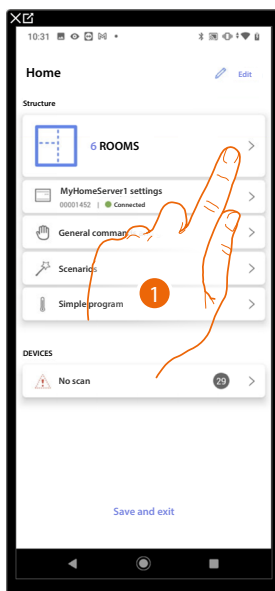 10:31
Home
Edit
Structure
6 ROOMS
MyHomeServer1 settings
00001452 | Connected
General comman
Scenarios
1
Simple program
DEVICES
No scan 29
Save and exit